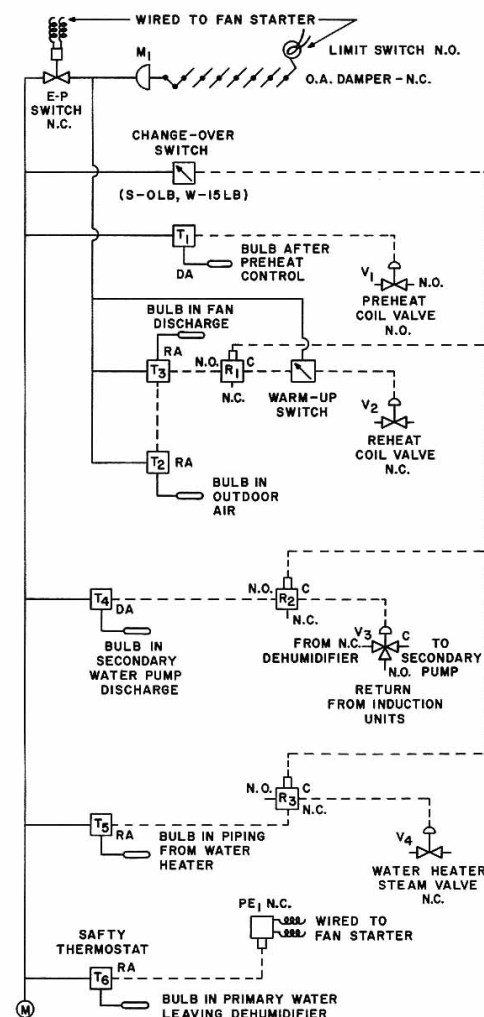 WIRED TO FAN STARTER
LIMIT SWITCH N.O.
M1
O.A. DAMPER - N.C.
E-P
SWITCH
N.C.
CHANGE-OVER
SWITCH
(S-0LB, W-15LB)
T1
DA
BULB AFTER
PREHEAT
CONTROL
V1
N.O.
PREHEAT
COIL VALVE
N.O.
BULB IN FAN
DISCHARGE
RA
T3
N.O.
R1
C
N.C.
WARM-UP
SWITCH
V2
REHEAT
COIL VALVE
N.C.
T2
RA
BULB IN
OUTDOOR
AIR
T4
DA
BULB IN
SECONDARY
WATER PUMP
DISCHARGE
N.O.
R2
C
N.C.
V3
FROM N.C.
DEHUMIDIFIER
C
TO
SECONDARY
PUMP
N.O.
RETURN
FROM INDUCTION
UNITS
N.O.
R3
C
N.C.
T5
RA
BULB IN PIPING
FROM WATER
HEATER
V4
WATER HEATER
STEAM VALVE
N.C.
PE1 N.C.
WIRED TO
FAN STARTER
SAFTY
THERMOSTAT
T6
RA
BULB IN PRIMARY WATER
LEAVING DEHUMIDIFIER
M